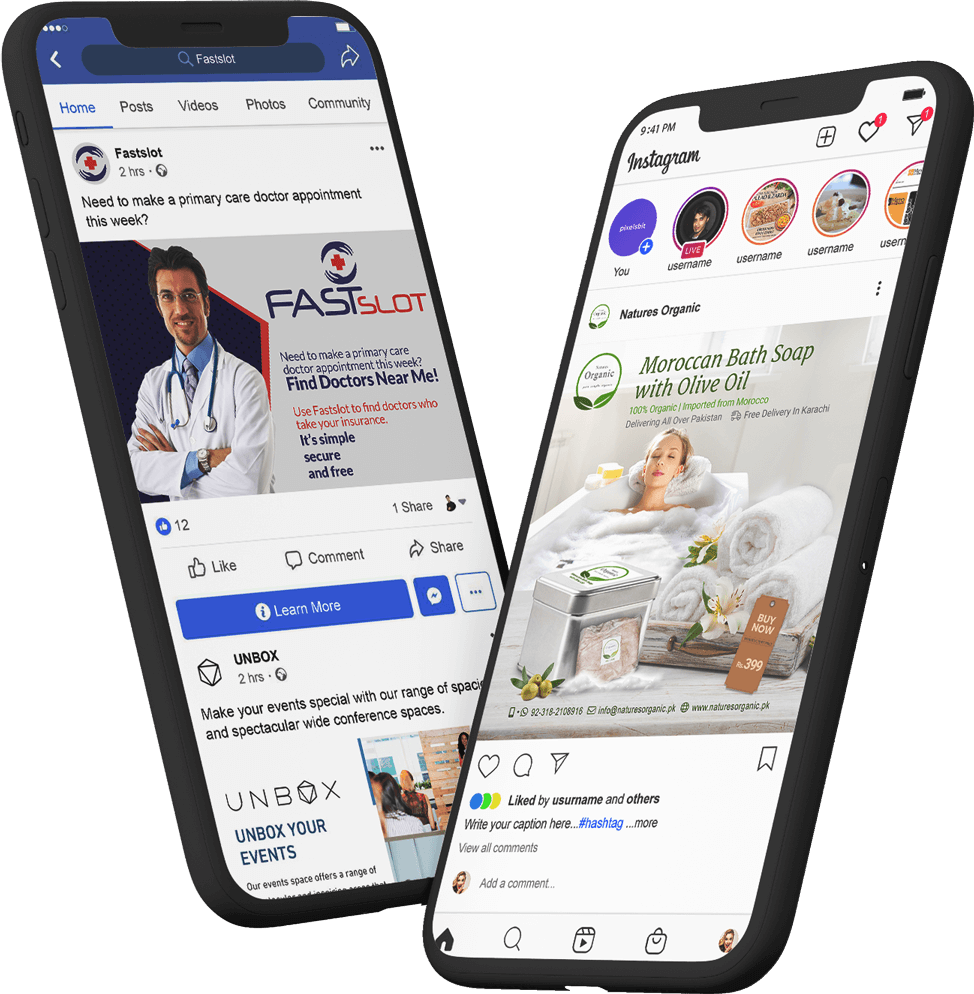 Fastslot
Home Posts Videos Photos Community
Fastslot
2 hrs ·
Need to make a primary care doctor appointment
this week?
FASTSLOT
Need to make a primary care
doctor appointment this week?
Find Doctors Near Me!
Use Fastslot to find doctors who
take your insurance.
It's simple
secure
and free
12
1 Share
Like Comment Share
Learn More
UNBOX
2 hrs ·
Make your events special with our range of
and spectacular wide conference spaces.
UNBOX
UNBOX YOUR
EVENTS
Our events space offers a range of
9:41 PM
Instagram
1
1
pixelsbit
LIVE
You username username username usern
Natures Organic
Natures
Organic
Moroccan Bath Soap
with Olive Oil
100% Organic | Imported from Morocco
Delivering All Over Pakistan Free Delivery In Karachi
Organic
BUY
NOW
Rs 399
92-318-2108916 info@naturesorganic.pk www.naturesorganic.pk
Liked by usurname and others
Write your caption here...#hashtag ...more
View all comments
Add a comment...